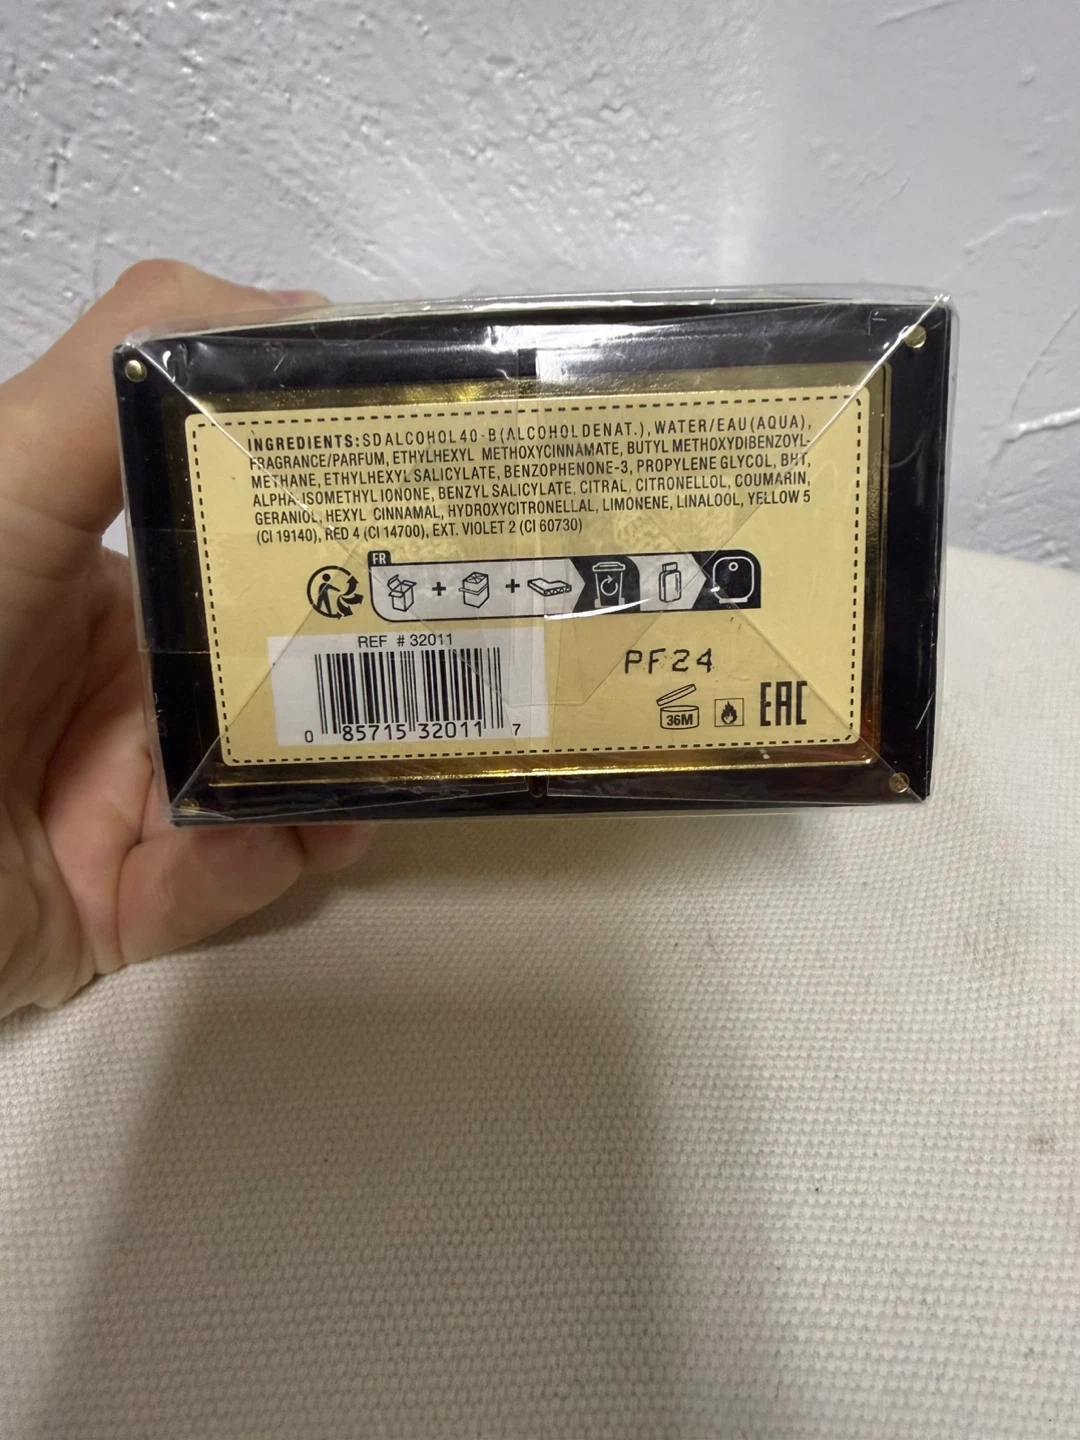 INGREDIENTS: SD ALCOHOL 40-B (ALCOHOL DENAT.), WATER/EAU (AQUA),
FRAGRANCE/PARFUM, ETHYLHEXYL METHOXYCINNAMATE, BUTYL METHOXYDIBENZOYL-
METHANE, ETHYLHEXYL SALICYLATE, BENZOPHENONE-3, PROPYLENE GLYCOL, BHT,
ALPHA-ISOMETHYL IONONE, BENZYL SALICYLATE, CITRAL, CITRONELLOL, COUMARIN,
GERANIOL, HEXYL CINNAMAL, HYDROXYCITRONELLAL, LIMONENE, LINALOOL, YELLOW 5
(CI 19140), RED 4 (CI 14700), EXT. VIOLET 2 (CI 60730)
FR
REF # 32011
0 85715 32011 7
PF24
36M
EAC